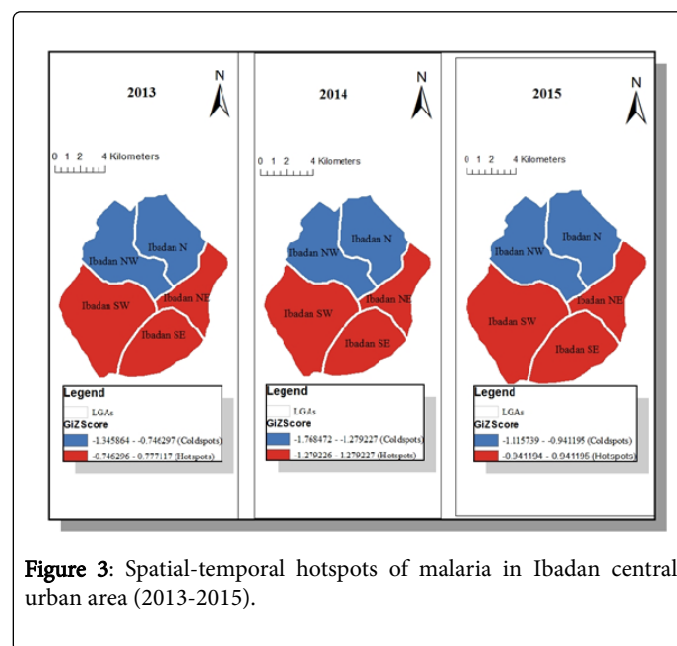 2013
N
0 1 2 4 Kilometers
Ibadan N
Ibadan NW
Ibadan NE
Ibadan SW
Ibadan SE
Legend
LGAs
GiZScore
-1.345864 - -0.746297 (Coldspots)
-0.746296 - 0.777117 (Hotspots)
2014
N
0 1 2 4 Kilometers
Ibadan N
Ibadan NW
Ibadan NE
Ibadan SW
Ibadan SE
Legend
LGAs
GiZScore
-1.768472 - -1.279227 (Coldspots)
-1.279226 - 1.279227 (Hotspots)
2015
N
0 1 2 4 Kilometers
Ibadan N
Ibadan NW
Ibadan NE
Ibadan SW
Ibadan SE
Legend
LGAs
GiZScore
-1.115739 - -0.941195 (Coldspots)
-0.941194 - 0.941195 (Hotspots)
Figure 3: Spatial-temporal hotspots of malaria in Ibadan central
urban area (2013-2015).